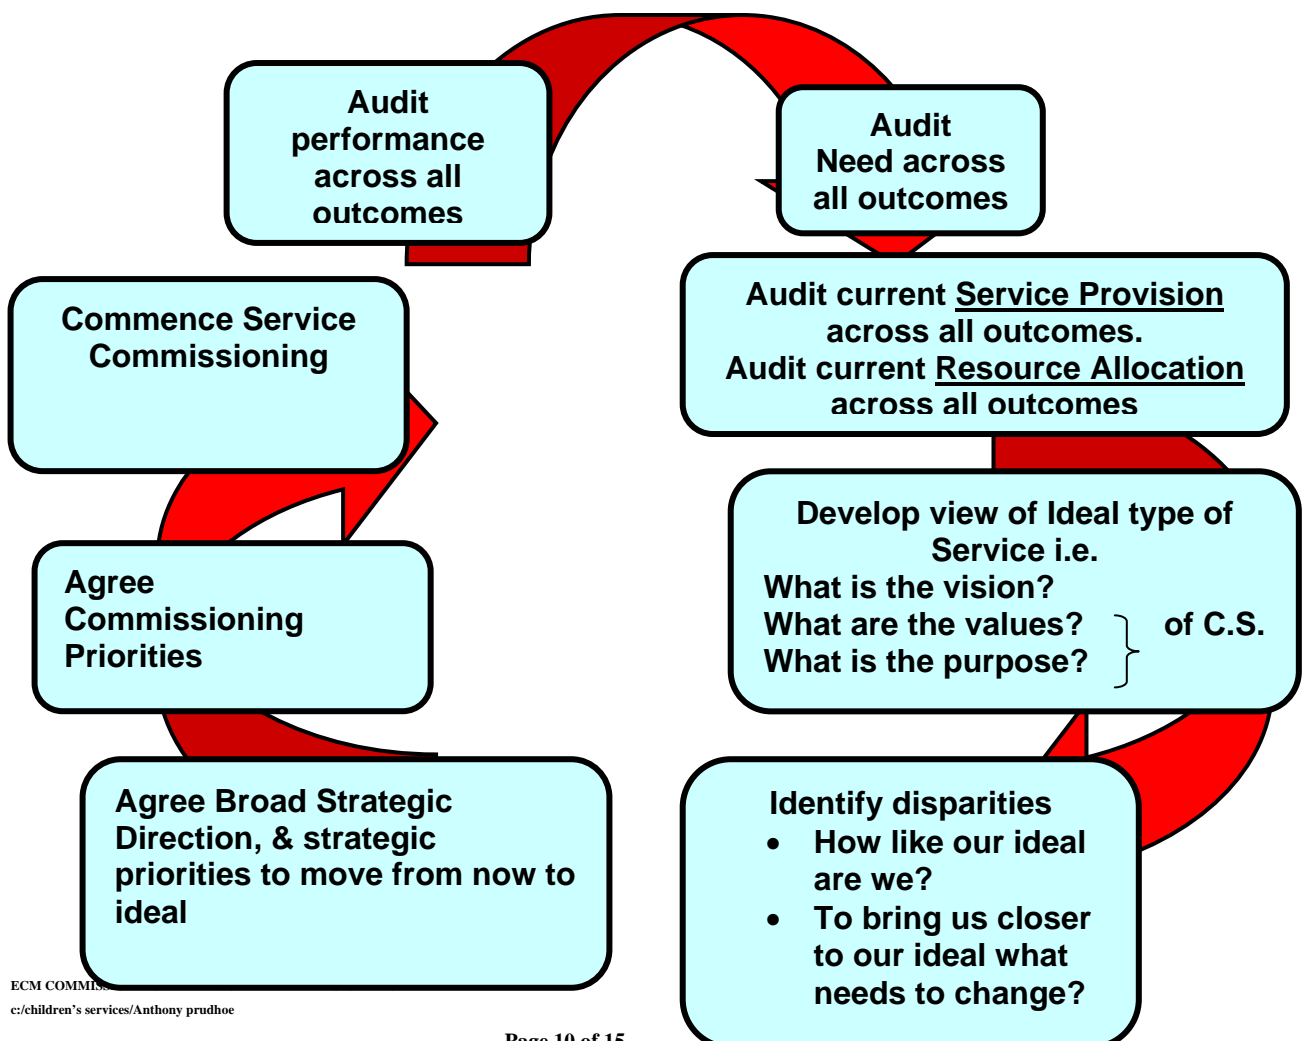 Audit
performance
across all
outcomes
Audit
Need across
all outcomes
Audit current Service Provision
across all outcomes.
Audit current Resource Allocation
across all outcomes
Develop view of Ideal type of
Service i.e.
What is the vision?
What are the values? of C.S.
What is the purpose?
Identify disparities
• How like our ideal
are we?
• To bring us closer
to our ideal what
needs to change?
Agree Broad Strategic
Direction, & strategic
priorities to move from now to
ideal
Agree
Commissioning
Priorities
Commence Service
Commissioning
ECM
c:/children's services/Anthony prudhoe
Page 10 of 15